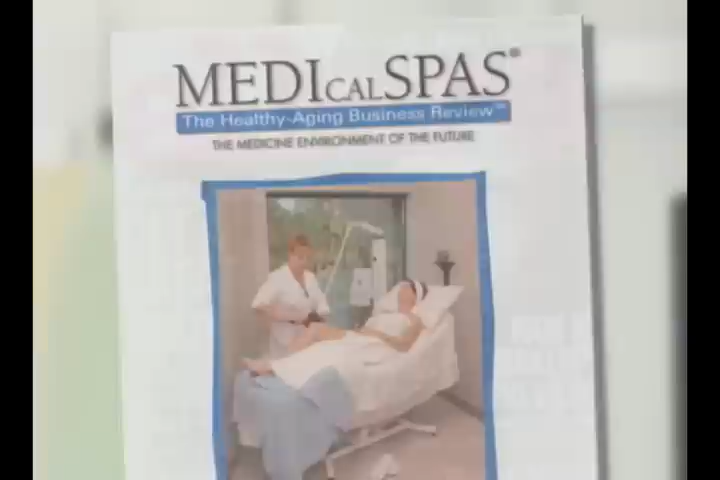 MEDIcalSPAS®
The Healthy-Aging Business Review™
THE MEDICINE ENVIRONMENT OF THE FUTURE